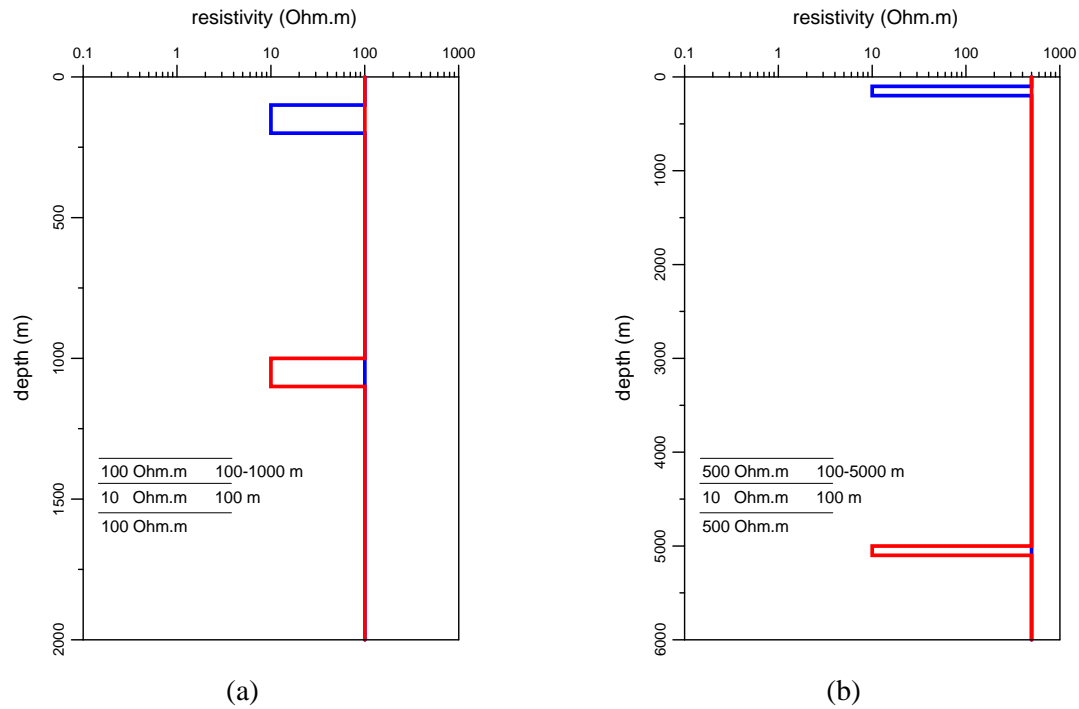 resistivity (Ohm.m)
0.1 1 10 100 1000
0
500
1000
1500
2000
depth (m)
100 Ohm.m 100-1000 m
10 Ohm.m 100 m
100 Ohm.m
(a)
resistivity (Ohm.m)
0.1 1 10 100 1000
0
1000
2000
3000
4000
5000
6000
depth (m)
500 Ohm.m 100-5000 m
10 Ohm.m 100 m
500 Ohm.m
(b)